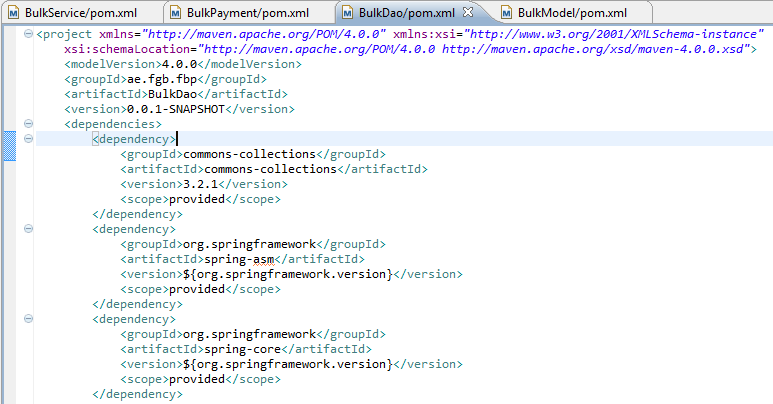 BulkService/pom.xml BulkPayment/pom.xml BulkDao/pom.xml BulkModel/pom.xml
<project xmlns="http://maven.apache.org/POM/4.0.0" xmlns:xsi="http://www.w3.org/2001/XMLSchema-instance"
xsi:schemaLocation="http://maven.apache.org/POM/4.0.0 http://maven.apache.org/xsd/maven-4.0.0.xsd">
<modelVersion>4.0.0</modelVersion>
<groupId>ae.fgb.fbp</groupId>
<artifactId>BulkDao</artifactId>
<version>0.0.1-SNAPSHOT</version>
<dependencies>
<dependency>
<groupId>commons-collections</groupId>
<artifactId>commons-collections</artifactId>
<version>3.2.1</version>
<scope>provided</scope>
</dependency>
<dependency>
<groupId>org.springframework</groupId>
<artifactId>spring-asm</artifactId>
<version>${org.springframework.version}</version>
<scope>provided</scope>
</dependency>
<dependency>
<groupId>org.springframework</groupId>
<artifactId>spring-core</artifactId>
<version>${org.springframework.version}</version>
<scope>provided</scope>
</dependency>